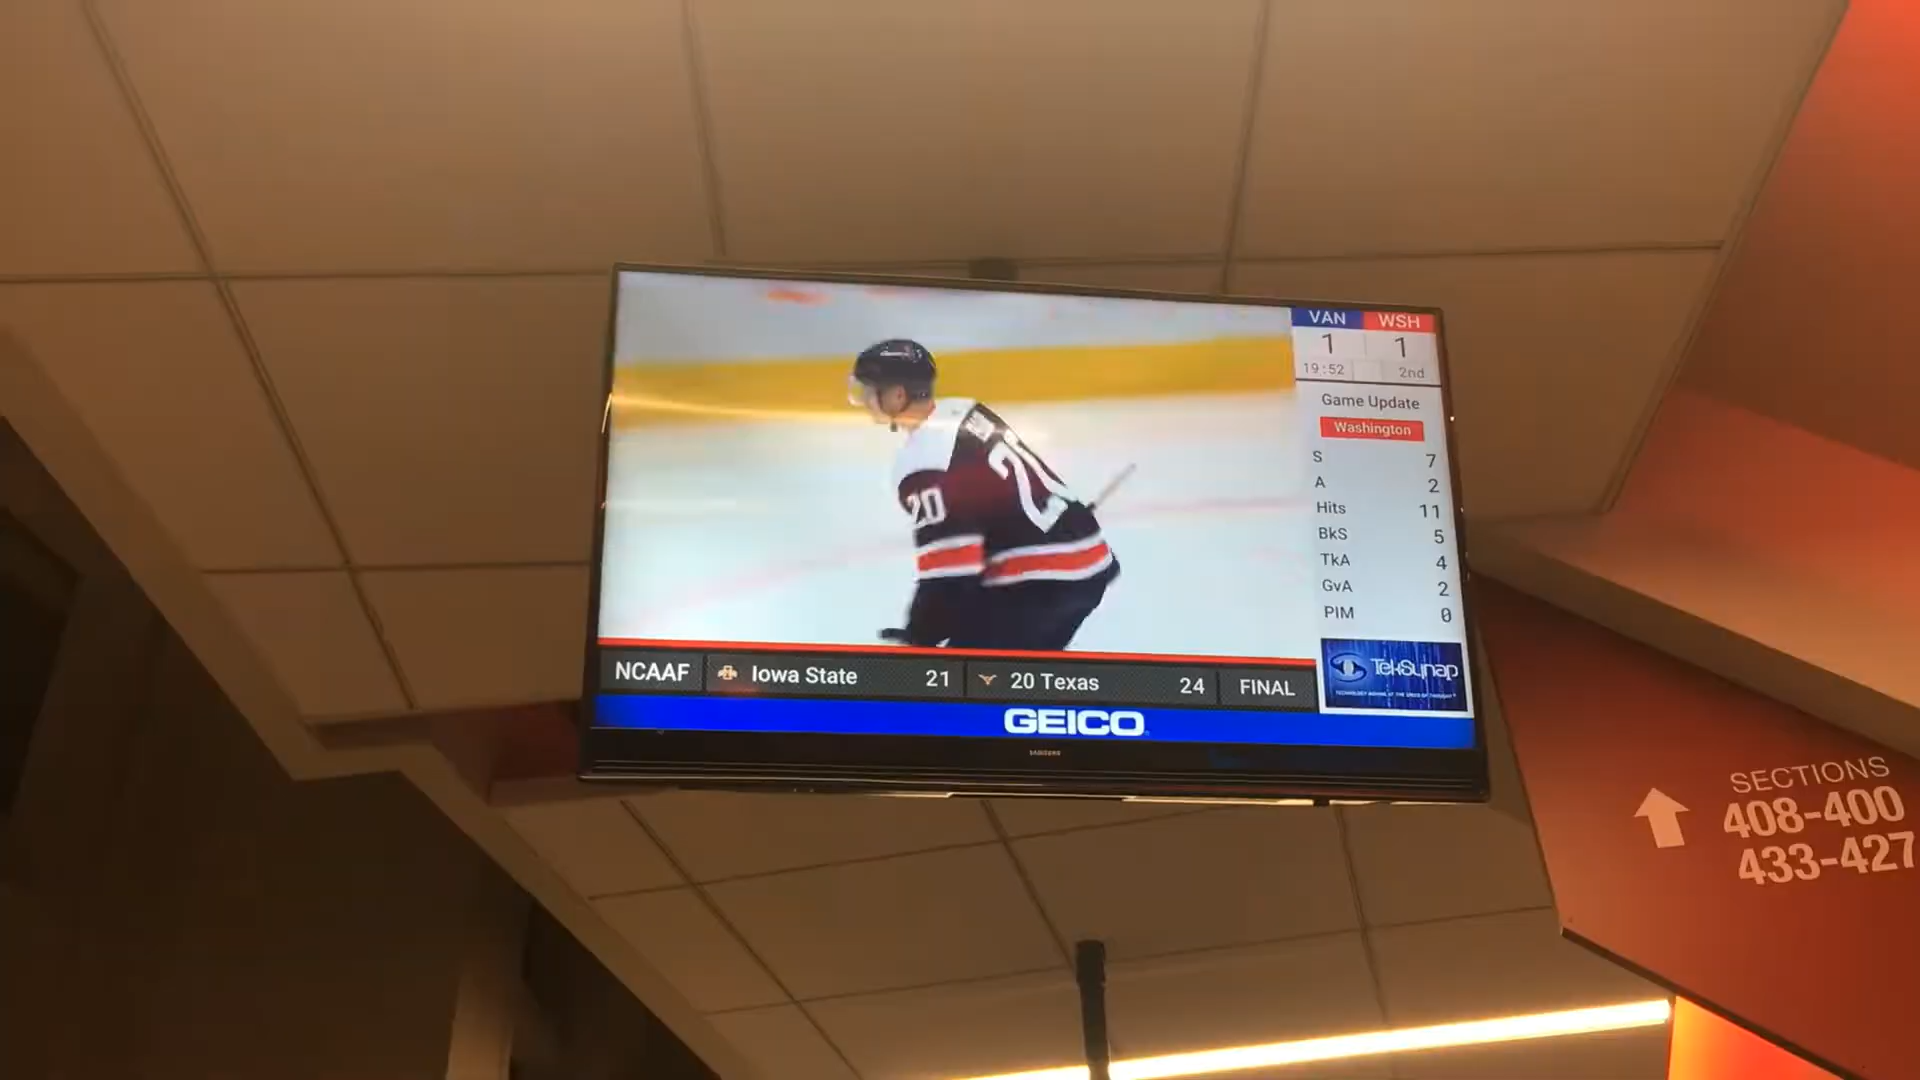 VAN WSH
1 1
19:52 2nd
Game Update
Washington
S 7
A 2
Hits 11
BkS 5
TkA 4
GvA 2
PIM 0
20
20
TekSynap
NCAAF Iowa State 21 20 Texas 24 FINAL
GEICO
SAMSUNG
SECTIONS
408-400
433-427